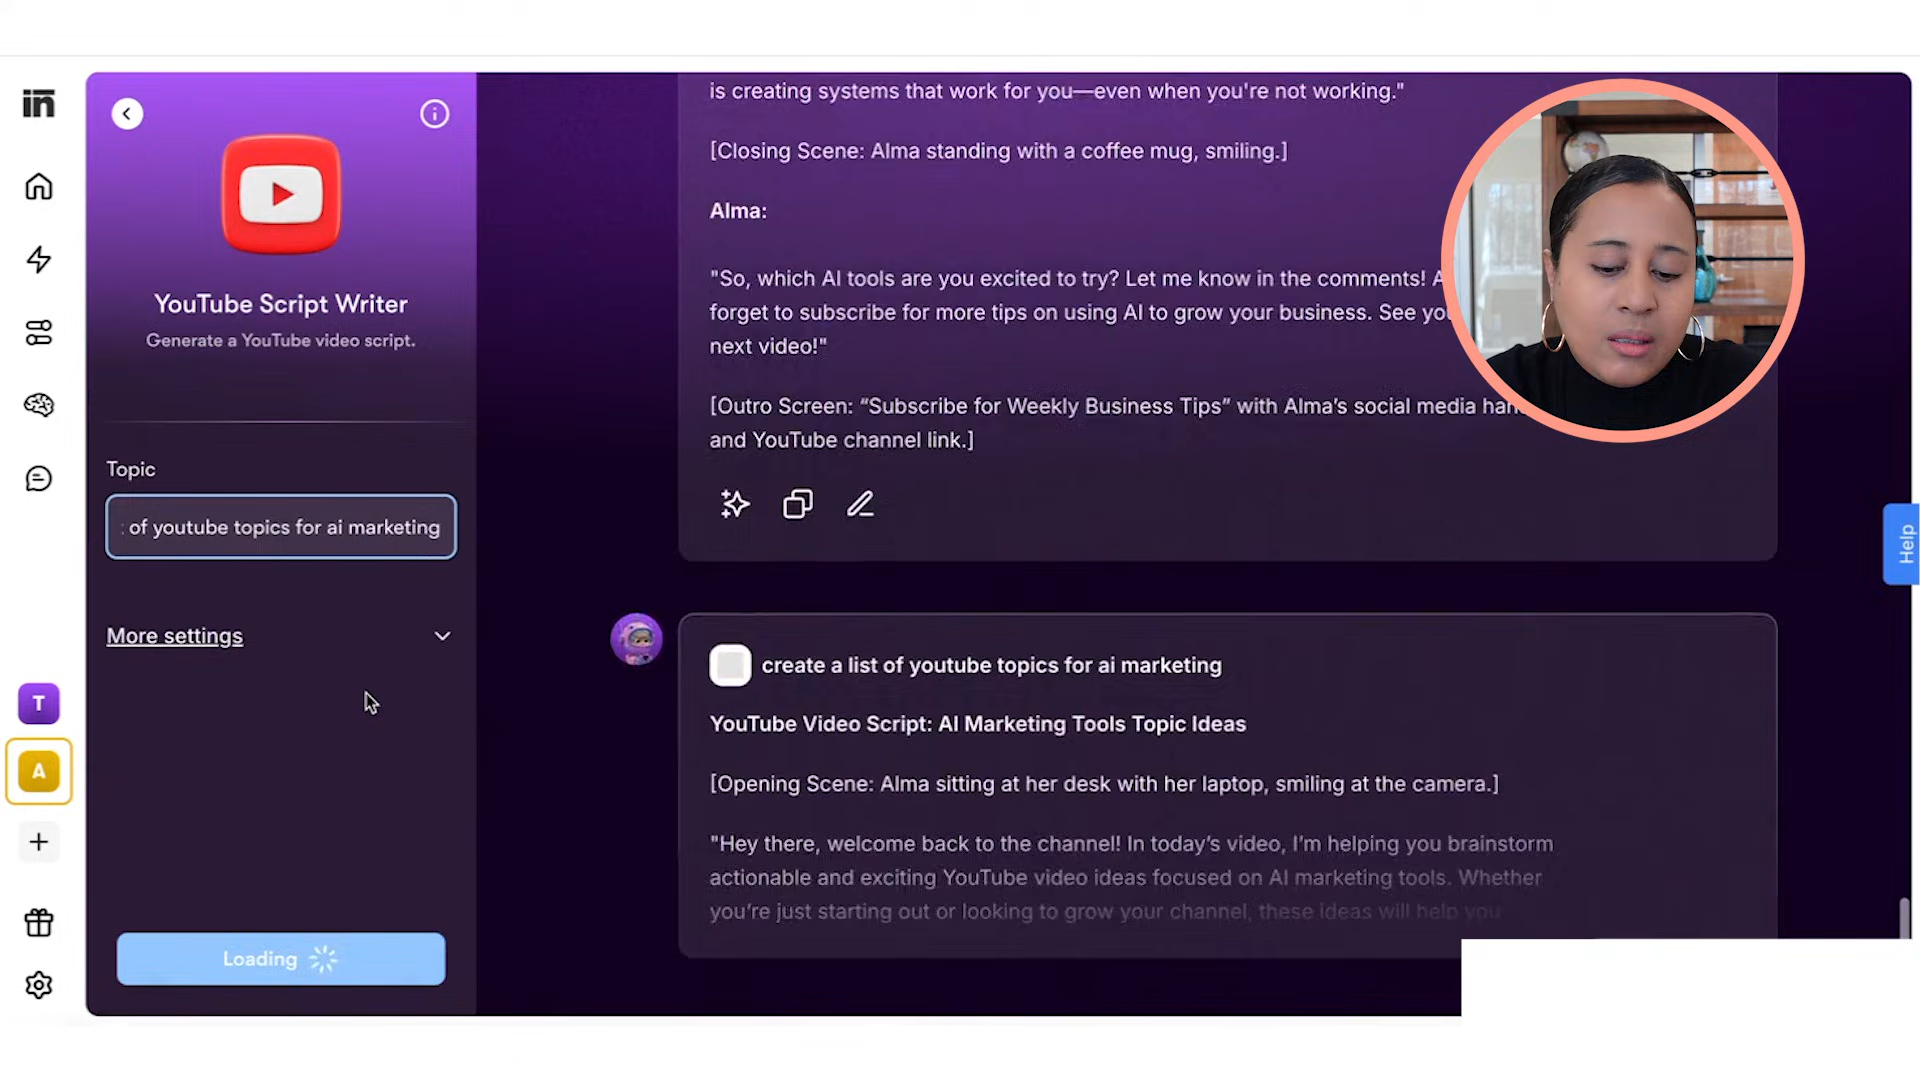 in
YouTube Script Writer
Generate a YouTube video script.
Topic
of youtube topics for ai marketing
More settings
T
A
Loading
is creating systems that work for you—even when you're not working."
[Closing Scene: Alma standing with a coffee mug, smiling.]
Alma:
"So, which AI tools are you excited to try? Let me know in the comments!
forget to subscribe for more tips on using AI to grow your business. See
next video!"
[Outro Screen: “Subscribe for Weekly Business Tips” with Alma’s social media
and YouTube channel link.]
create a list of youtube topics for ai marketing
YouTube Video Script: AI Marketing Tools Topic Ideas
[Opening Scene: Alma sitting at her desk with her laptop, smiling at the camera.]
"Hey there, welcome back to the channel! In today’s video, I’m helping you brainstorm
actionable and exciting YouTube video ideas focused on AI marketing tools. Whether
you’re just starting out or looking to grow your channel, these ideas will help you
Help